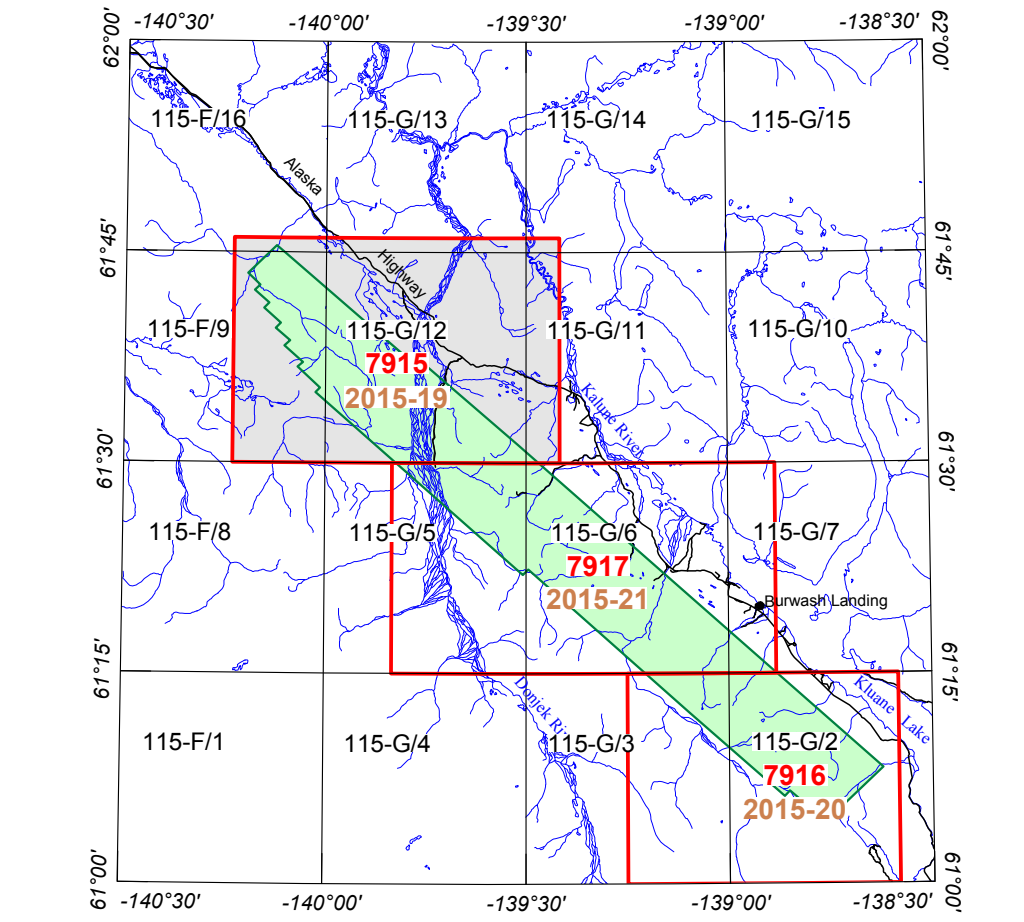 -140°30' -140°00' -139°30' -139°00' -138°30'
62°00' 62°00'
115-F/16 115-G/13 115-G/14 115-G/15
Alaska
61°45' 61°45'
Highway
115-F/9 115-G/12 115-G/11 115-G/10
7915
2015-19
Kalune River
61°30' 61°30'
115-F/8 115-G/5 115-G/6 115-G/7
7917
2015-21
Burwash Landing
61°15' 61°15'
Donjek
Kluane Lake
115-F/1 115-G/4 115-G/3 115-G/2
7916
2015-20
61°00' 61°00'
-140°30' -140°00' -139°30' -139°00' -138°30'